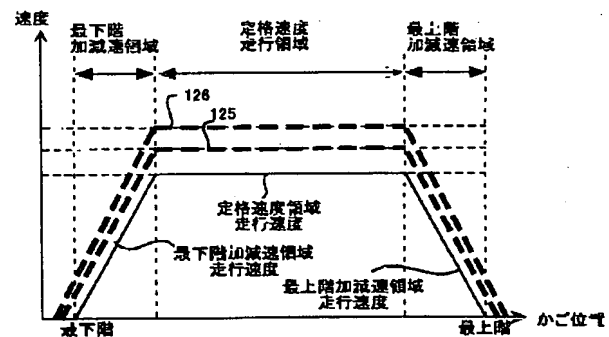 速度
最下階
加減速領域
定格速度
走行領域
最上階
加減速領域
126
125
定格速度領域
走行速度
最下階加減速領域
走行速度
最上階加減速領域
走行速度
最下階
最上階
かご位置